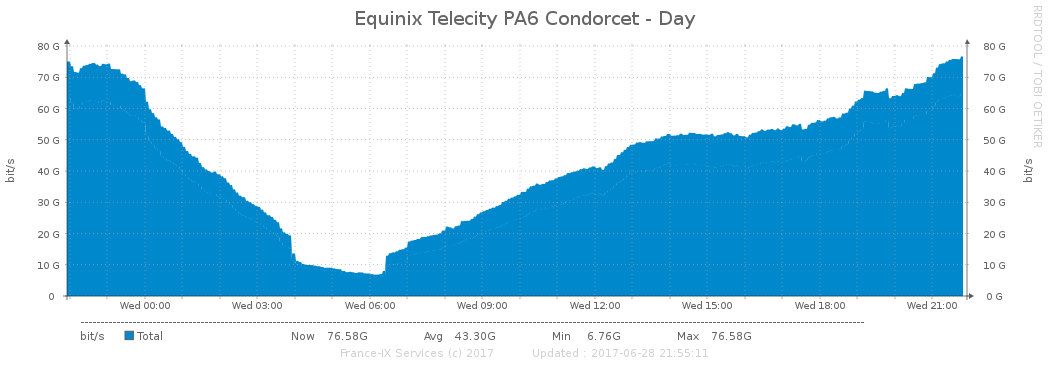 Equinix Telecity PA6 Condorcet - Day
RRDTOOL / TOBI OETIKER
bit/s
80 G 80 G
70 G 70 G
60 G 60 G
50 G 50 G
40 G 40 G
30 G 30 G
20 G 20 G
10 G 10 G
0 0 G
bit/s
Wed 00:00 Wed 03:00 Wed 06:00 Wed 09:00 Wed 12:00 Wed 15:00 Wed 18:00 Wed 21:00
bit/s Total Now 76.58G Avg 43.30G Min 6.76G Max 76.58G
France-IX Services (c) 2017 Updated : 2017-06-28 21:55:11